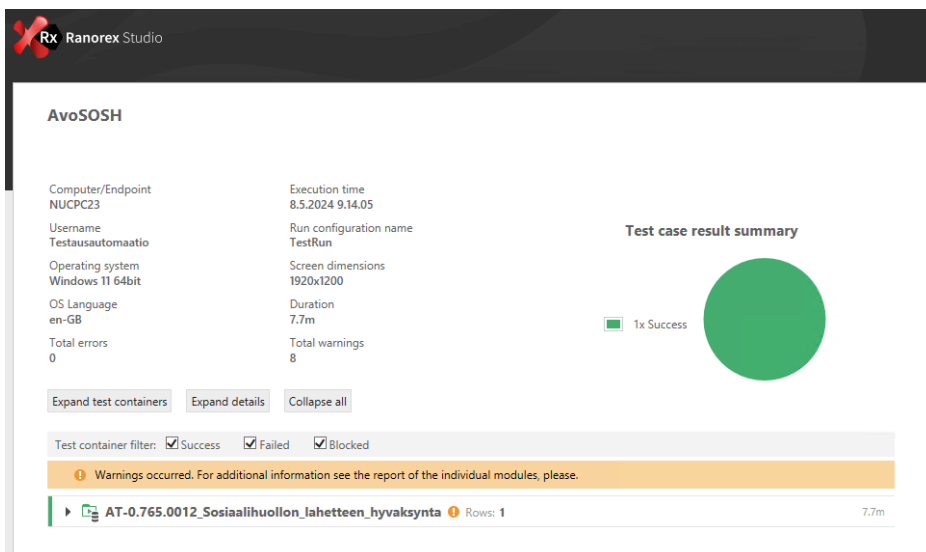 Rx Ranorex Studio
AvoSOSH
Computer/Endpoint
NUCPC23
Execution time
8.5.2024 9.14.05
Username
Testausautomaatio
Run configuration name
TestRun
Operating system
Windows 11 64bit
Screen dimensions
1920x1200
OS Language
en-GB
Duration
7.7m
Total errors
0
Total warnings
8
Test case result summary
1x Success
Expand test containers Expand details Collapse all
Test container filter: Success Failed Blocked
Warnings occurred. For additional information see the report of the individual modules, please.
AT-0.765.0012_Sosiaalihuollon_lahetteen_hyvaksynta Rows: 1 7.7m